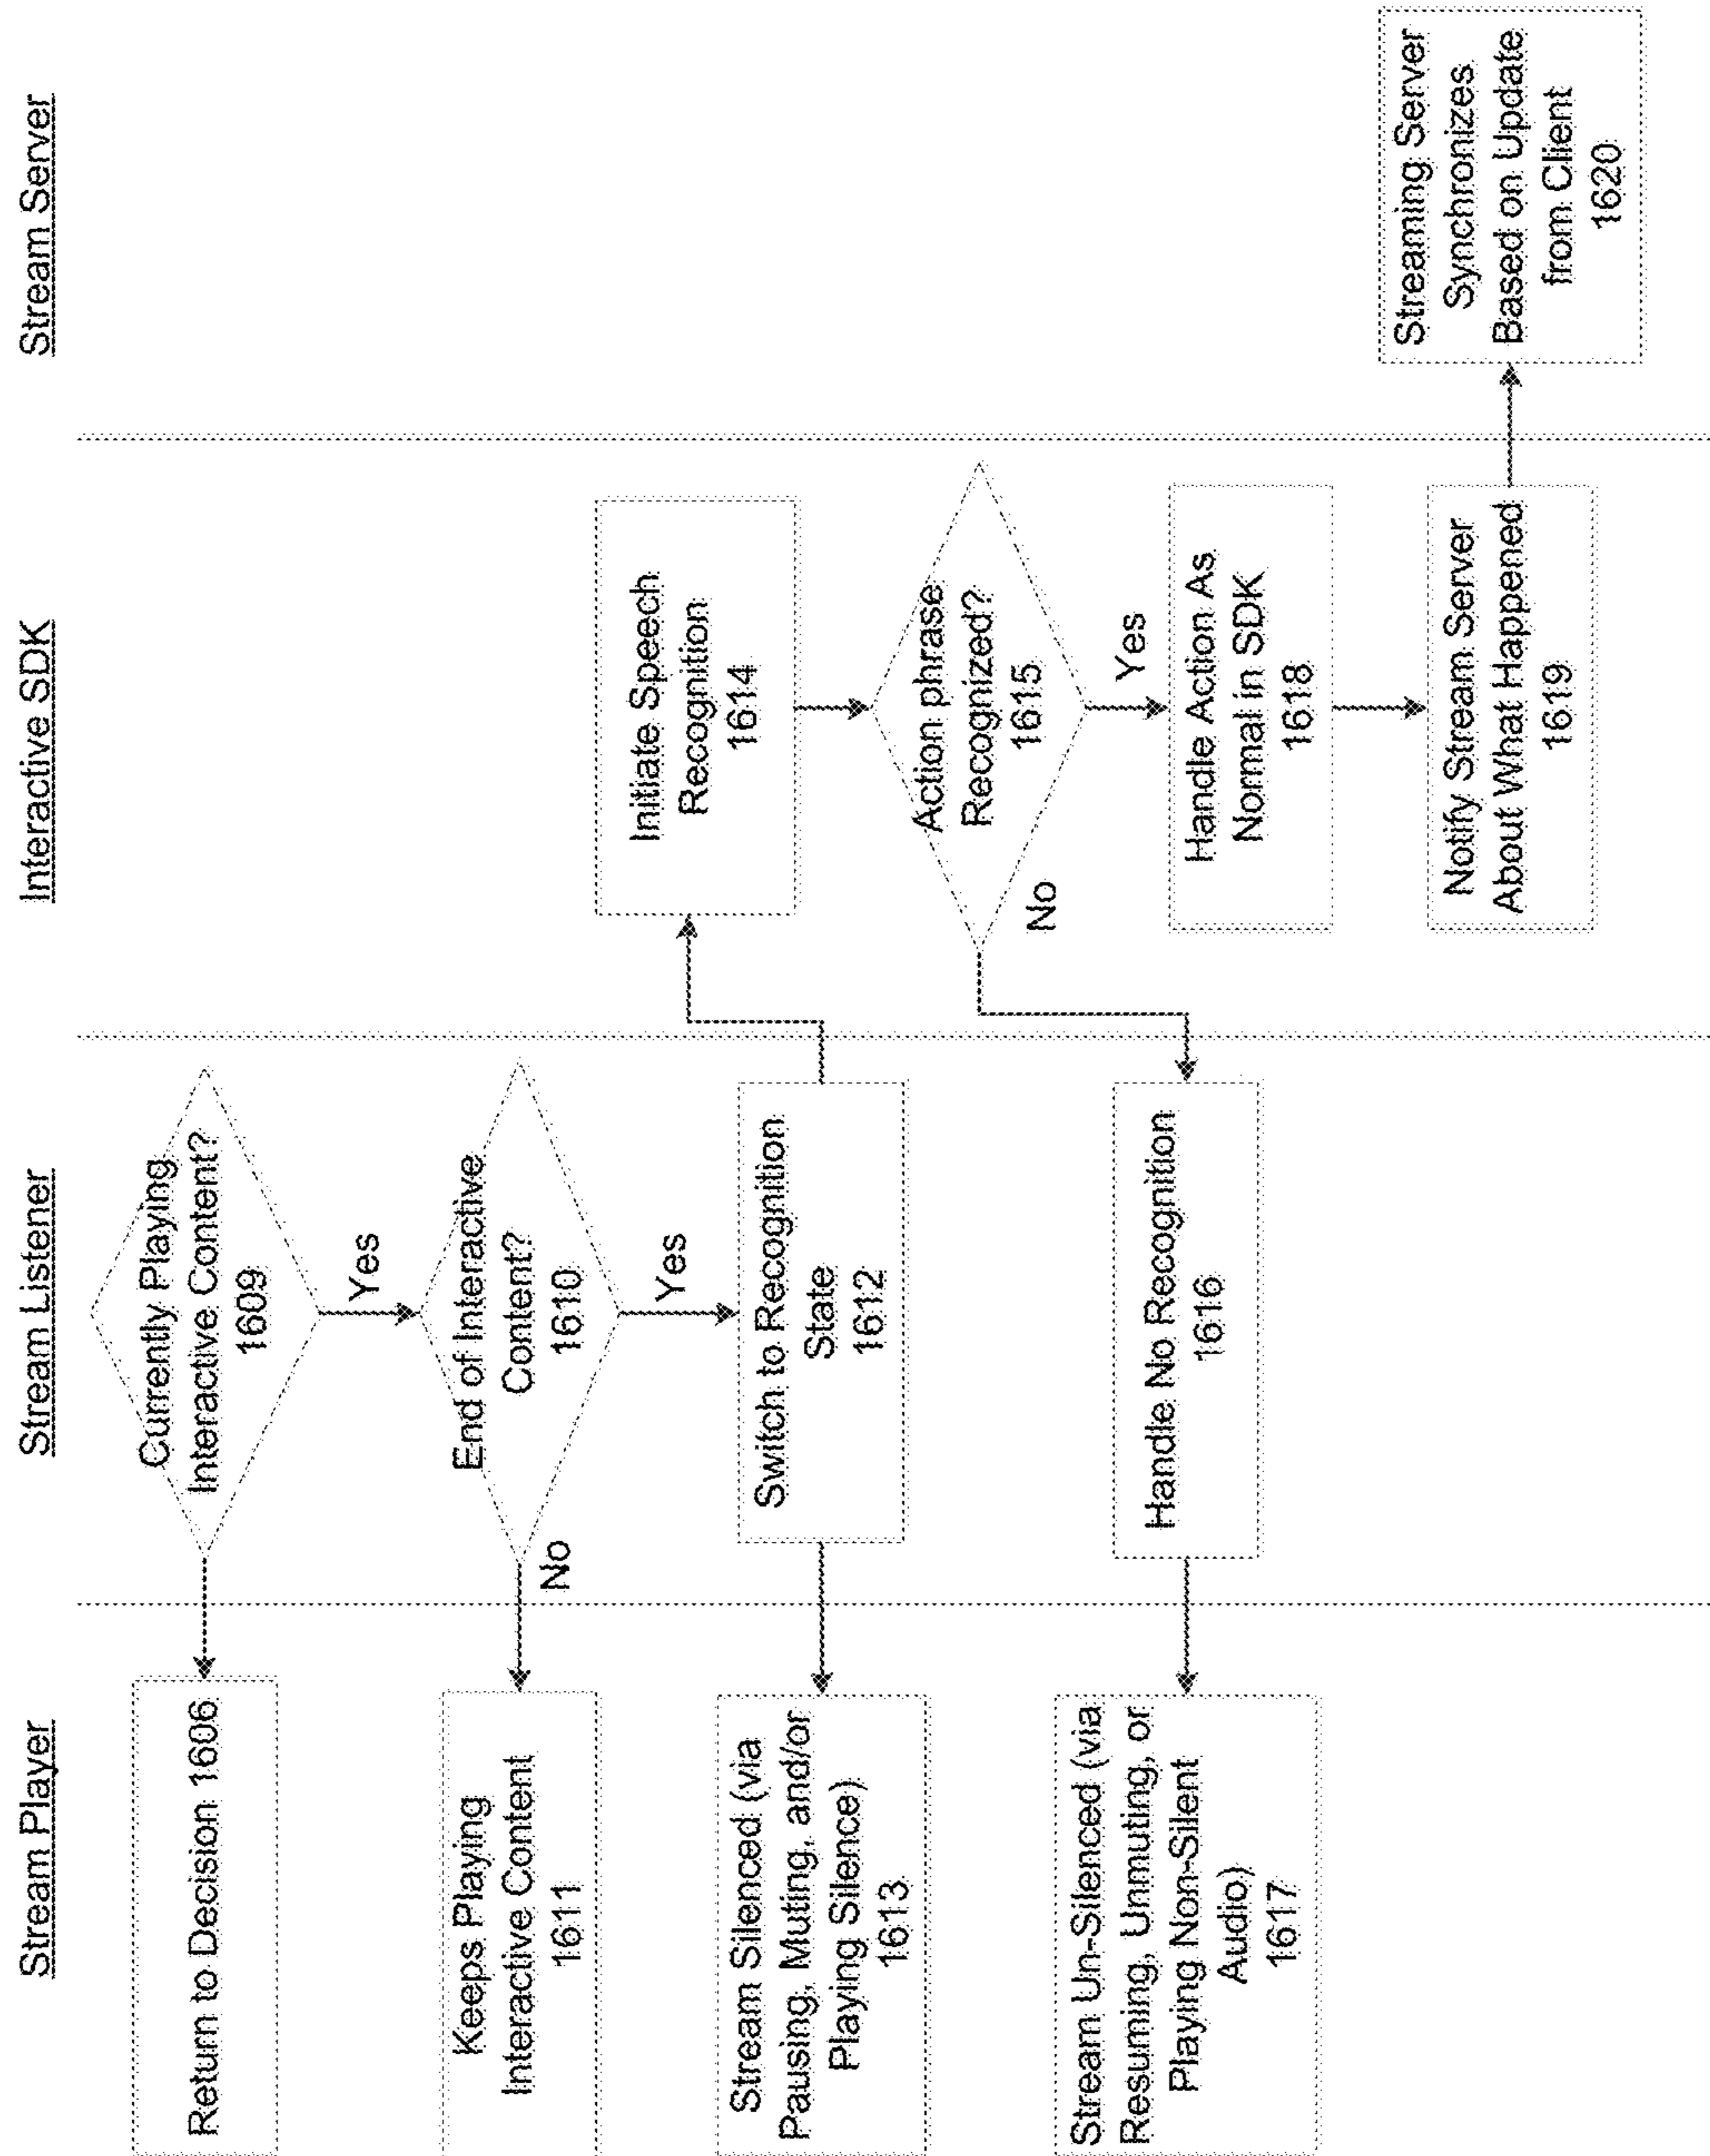 Stream Player
Stream Listener
Interactive SDK
Stream Server
Return to Decision 1606
Currently Playing
Interactive Content?
1609
Yes
Keeps Playing
Interactive Content
1611
No
End of Interactive
Content?
1610
Yes
Stream Silenced (via
Pausing, Muting, and/or
Playing Silence)
1613
Switch to Recognition
State
1612
Initiate Speech
Recognition
1614
Action phrase
Recognized?
1615
No
Yes
Stream Un-Silenced (via
Resuming, Unmuting, or
Playing Non-Silent
Audio)
1617
Handle No Recognition
1616
Handle Action As
Normal in SDK
1618
Notify Stream Server
About What Happened
1619
Streaming Server
Synchronizes
Based on Update
from Client
1620